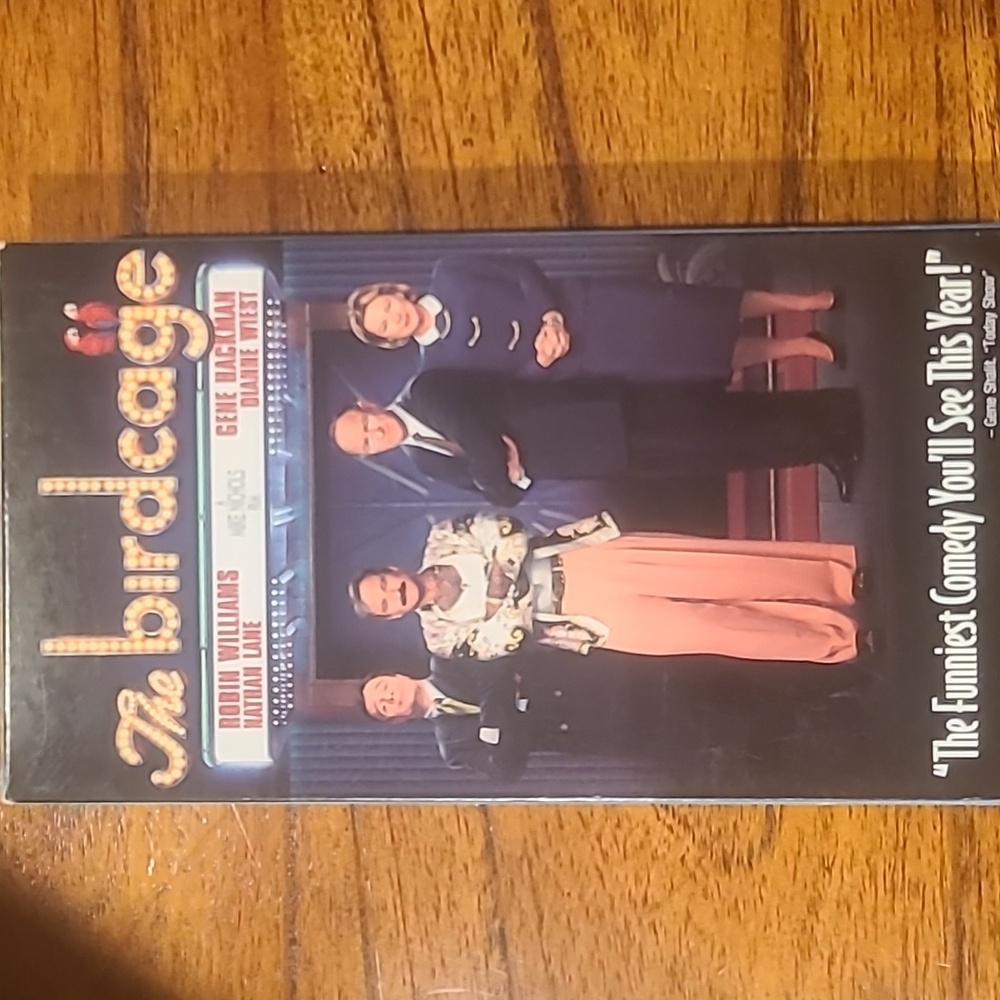 The birdcage
ROBIN WILLIAMS
NATHAN LANE
A
MIKE NICHOLS
Film
GENE HACKMAN
DIANNE WIEST
"The Funniest Comedy You'll See This Year!"
–Gene Shalit, "Today Show"